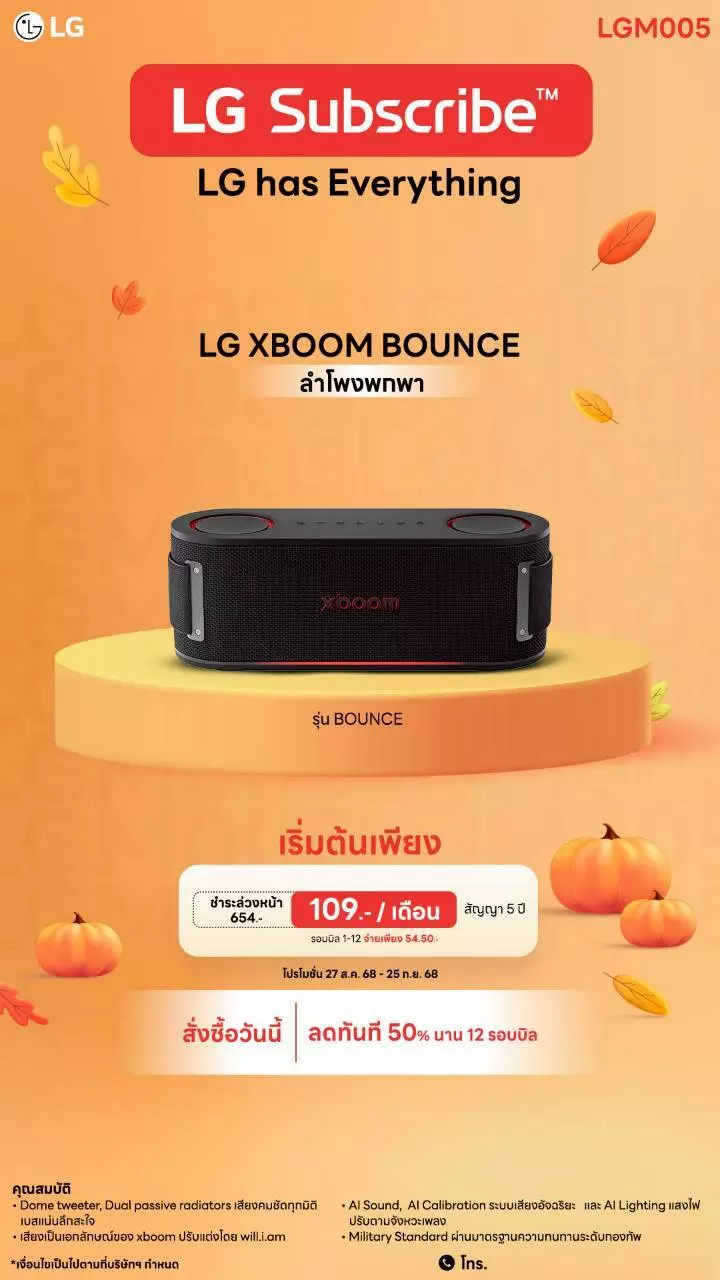 LG
LGM005
LG Subscribe™
LG has Everything
LG XBOOM BOUNCE
ลำโพงพกพา
xboom
รุ่น BOUNCE
เริ่มต้นเพียง
ชำระล่วงหน้า
654.-
109.- / เดือน
สัญญา 5 ปี
รอบบิล 1-12 จ่ายเพียง 54.50.-
โปรโมชั่น 27 ส.ค. 68 - 25 ก.ย. 68
สั่งซื้อวันนี้
ลดทันที 50% นาน 12 รอบบิล
คุณสมบัติ
• Dome tweeter, Dual passive radiators เสียงคมชัดทุกมิติ
เบสแน่นลึกสะใจ
• เสียงเป็นเอกลักษณ์ของ xboom ปรับแต่งโดย will.i.am
• AI Sound, AI Calibration ระบบเสียงอัจฉริยะ และ AI Lighting แสงไฟ
ปรับตามจังหวะเพลง
• Military Standard ผ่านมาตรฐานความทนทานระดับกองทัพ
*เงื่อนไขเป็นไปตามที่บริษัทฯ กำหนด
โทร.